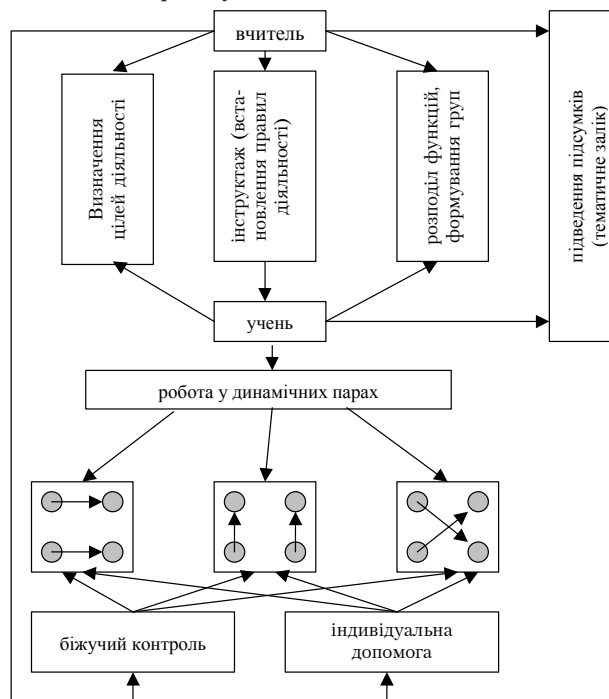 вчитель
Визначення
цілей діяльності
інструктаж (вста-
новлення правил
діяльності)
розподіл функцій,
формування груп
підведення підсумків
(тематичне залік)
учень
робота у динамічних парах
біжучий контроль
індивідуальна
допомога